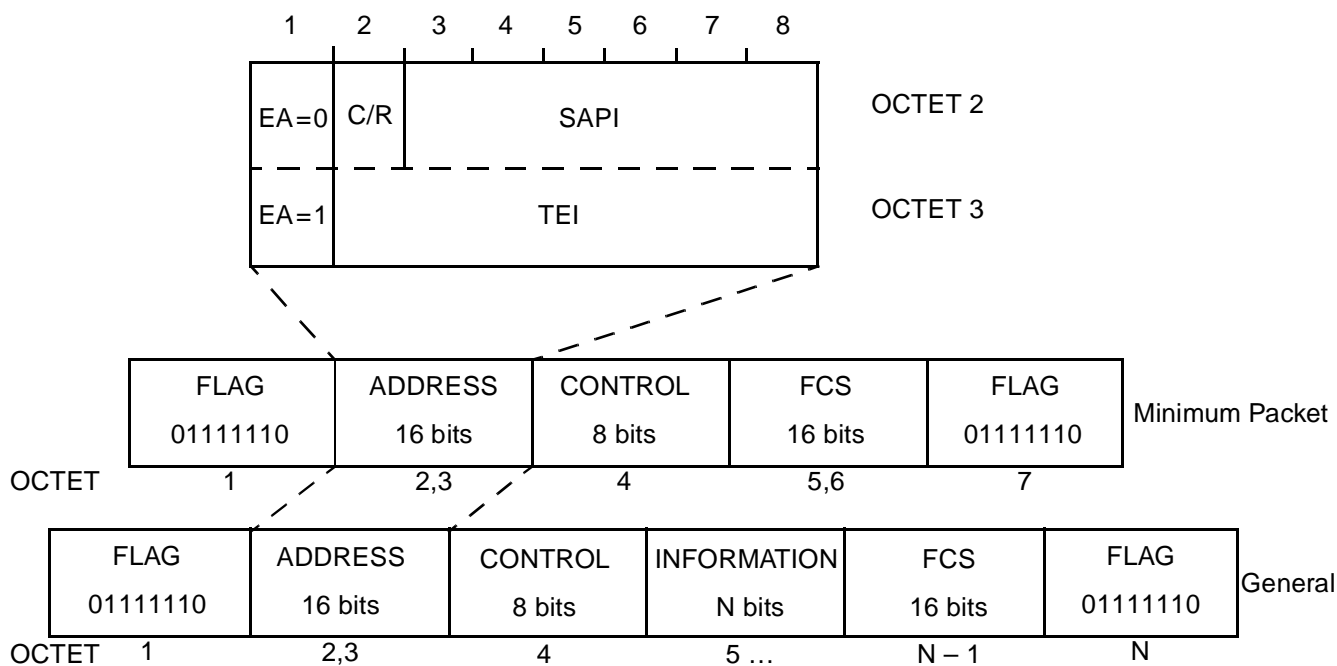 1 2 3 4 5 6 7 8
EA=0 C/R SAPI OCTET 2
EA=1 TEI OCTET 3
FLAG ADDRESS CONTROL FCS FLAG
01111110 16 bits 8 bits 16 bits 01111110 Minimum Packet
OCTET 1 2,3 4 5,6 7
FLAG ADDRESS CONTROL INFORMATION FCS FLAG
01111110 16 bits 8 bits N bits 16 bits 01111110 General
OCTET 1 2,3 4 5 ... N – 1 N